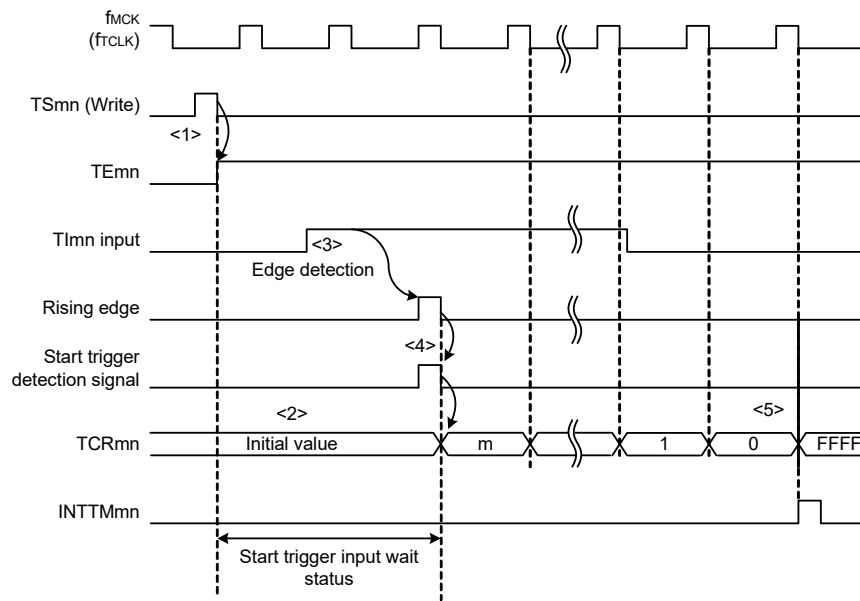 fMCK
(fTCLK)
TSmn (Write)
<1>
TEmn
TImn input
<3>
Edge detection
Rising edge
<4>
Start trigger
detection signal
<2>
<5>
TCRmn
Initial value
m
1
0
FFFF
INTTMmn
Start trigger input wait
status